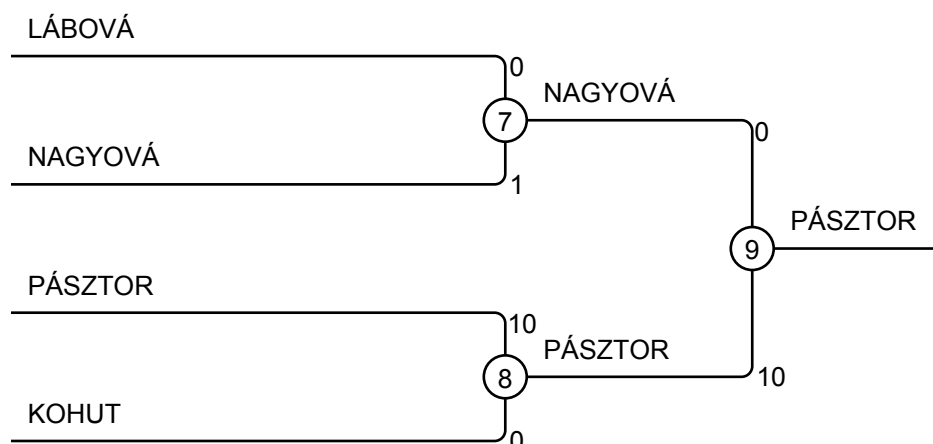 LÁBOVÁ
0
7
NAGYOVÁ
0
NAGYOVÁ
1
9
PÁSZTOR
PÁSZTOR
10
8
PÁSZTOR
10
KOHUT
0